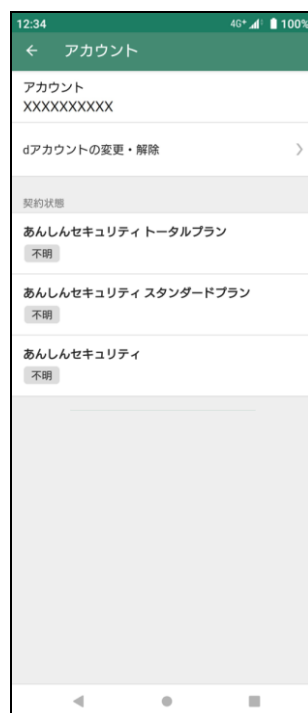 12:34 4G+ 100%
アカウント
アカウント
XXXXXXXXXX
dアカウントの変更・解除
契約状態
あんしんセキュリティ トータルプラン
不明
あんしんセキュリティ スタンダードプラン
不明
あんしんセキュリティ
不明